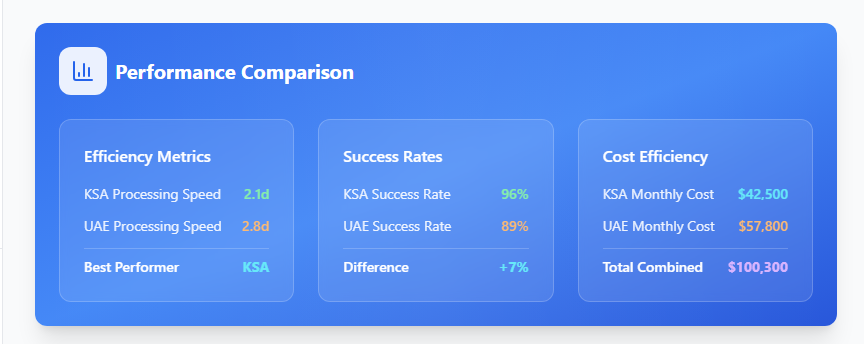 Performance Comparison
Efficiency Metrics
KSA Processing Speed 2.1d
UAE Processing Speed 2.8d
Best Performer KSA
Success Rates
KSA Success Rate 96%
UAE Success Rate 89%
Difference +7%
Cost Efficiency
KSA Monthly Cost $42,500
UAE Monthly Cost $57,800
Total Combined $100,300